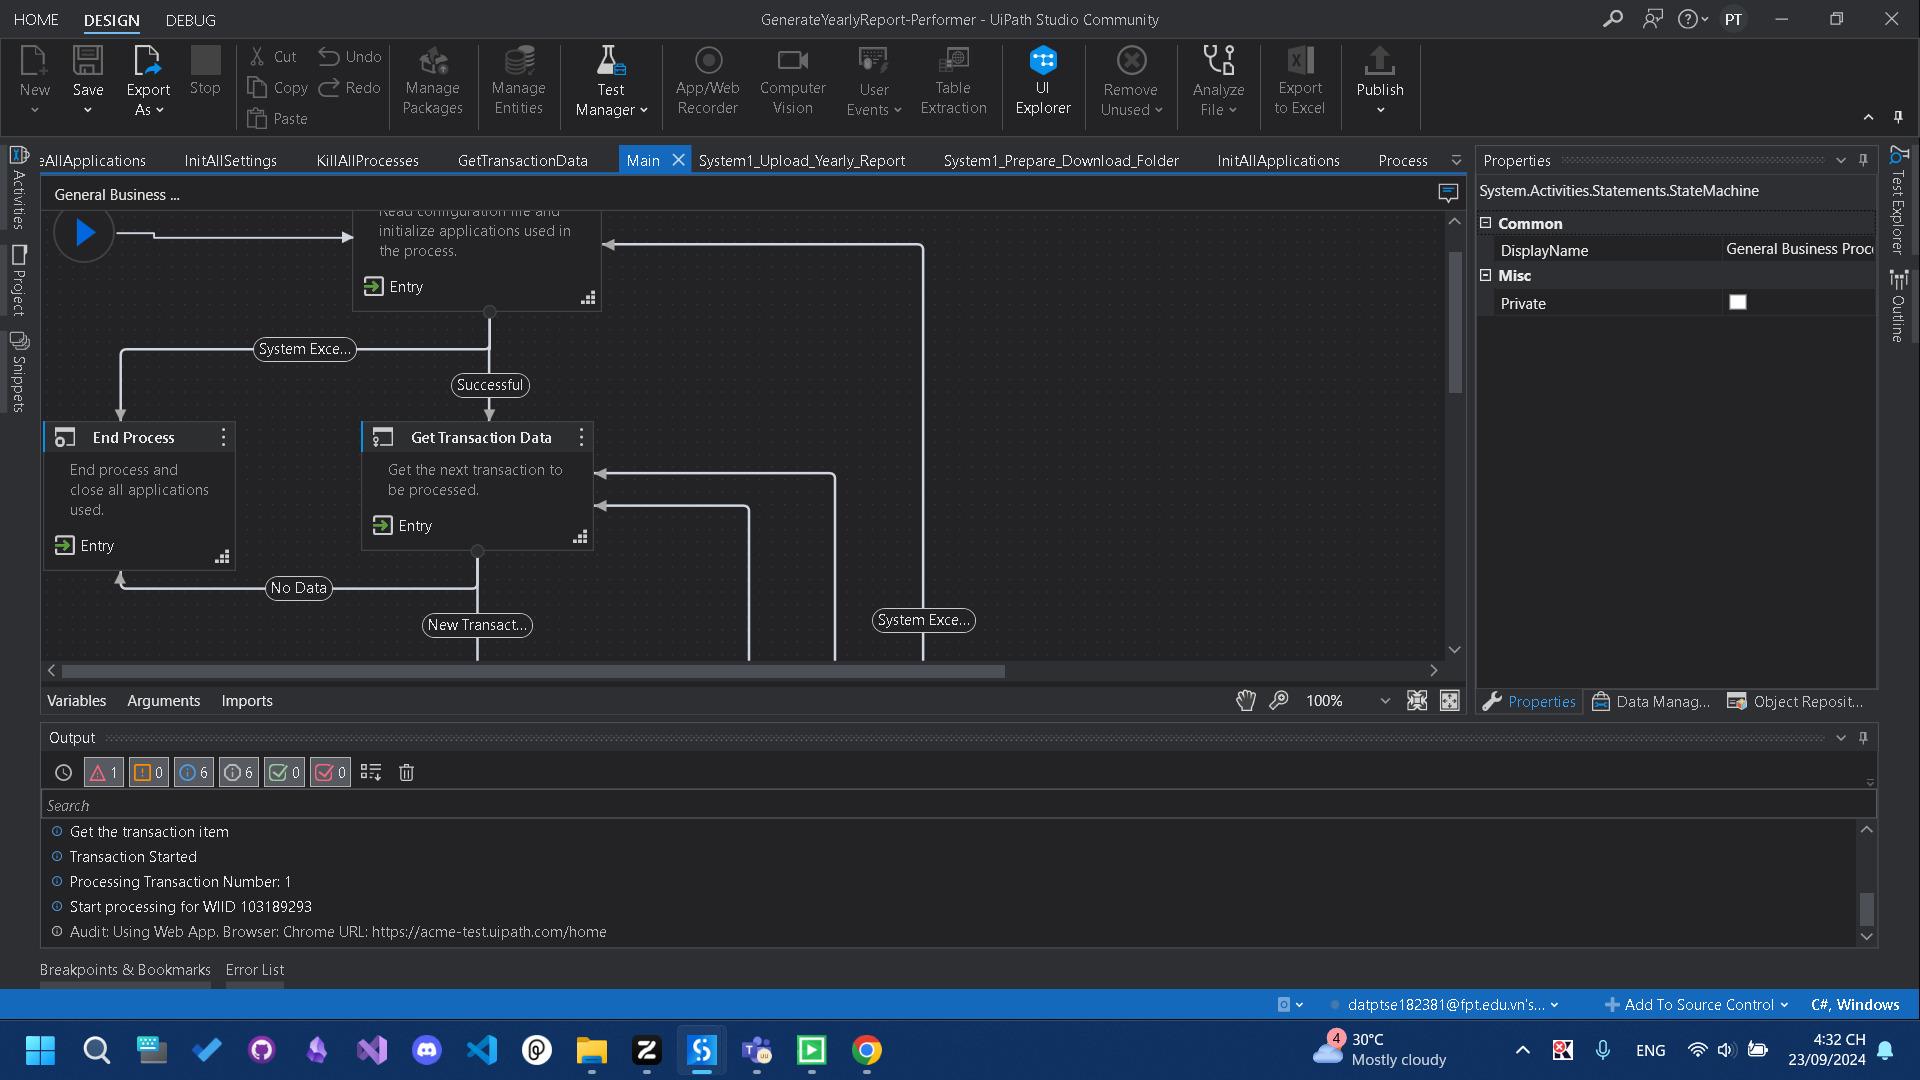 HOME DESIGN DEBUG GenerateYearlyReport-Performer - UiPath Studio Community PT
New
Save
Export As
Stop
Cut
Copy
Paste
Undo
Redo
Manage Packages
Manage Entities
Test Manager
App/Web Recorder
Computer Vision
User Events
Table Extraction
UI Explorer
Remove Unused
Analyze File
Export to Excel
Publish
eAllApplications InitAllSettings KillAllProcesses GetTransactionData Main System1_Upload_Yearly_Report System1_Prepare_Download_Folder InitAllApplications Process
Activities
Project
Snippets
General Business ...
Read configuration file and
initialize applications used in
the process.
Entry
System Exce...
Successful
End Process
End process and
close all applications
used.
Entry
Get Transaction Data
Get the next transaction to
be processed.
Entry
No Data
New Transact...
System Exce...
Variables Arguments Imports 100%
Properties
System.Activities.Statements.StateMachine
Common
DisplayName General Business Proc
Misc
Private
Properties Data Manag... Object Reposit...
Test Explorer
Outline
Output
1 0 6 6 0 0
Search
Get the transaction item
Transaction Started
Processing Transaction Number: 1
Start processing for WIID 103189293
Audit: Using Web App. Browser: Chrome URL: https://acme-test.uipath.com/home
Breakpoints & Bookmarks Error List
datptse182381@fpt.edu.vn's... Add To Source Control C#, Windows
4 30°C
Mostly cloudy
ENG
4:32 CH
23/09/2024